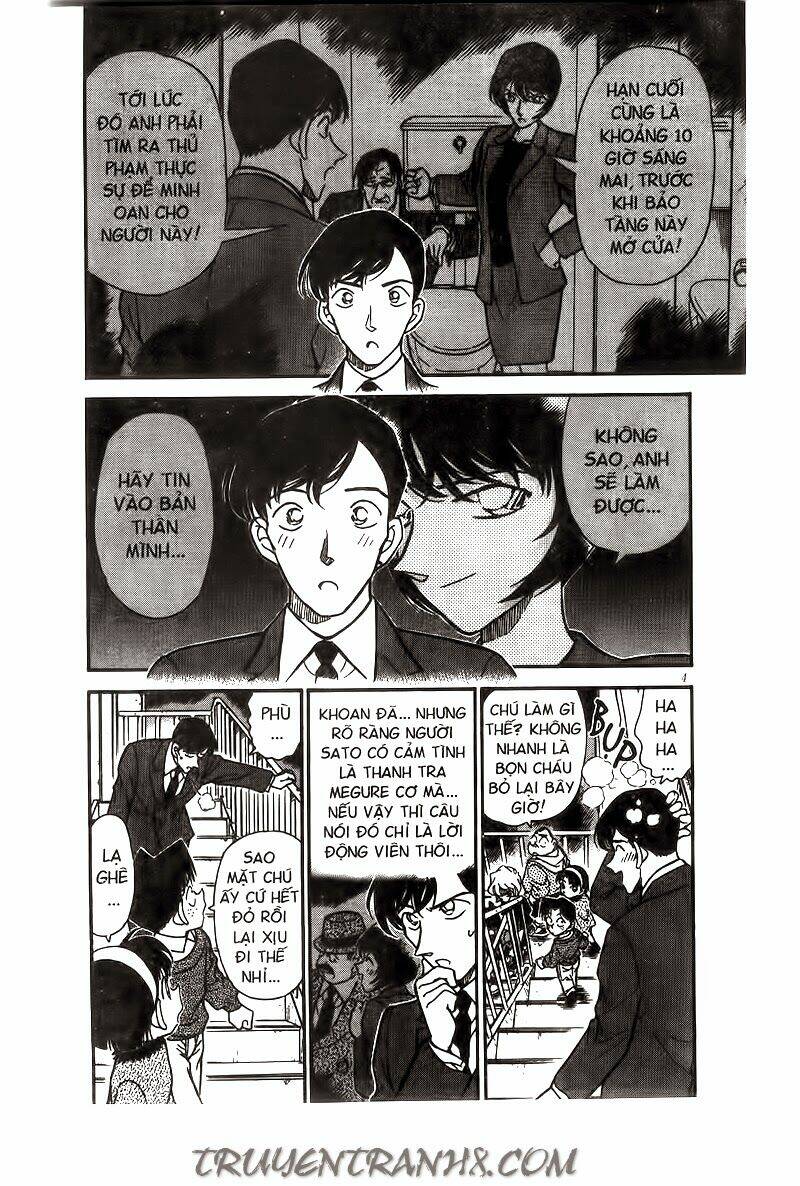 HẠN CUỐI
CÙNG LÀ
KHOẢNG 10
GIỜ SÁNG
MAI, TRƯỚC
KHI BẢO
TÀNG NÀY
MỞ CỬA!
TỚI LÚC
ĐÓ ANH PHẢI
TÌM RA THỦ
PHẠM THỰC
SỰ ĐỂ MINH
OAN CHO
NGƯỜI NÀY!
KHÔNG
SAO, ANH
SẼ LÀM
ĐƯỢC...
HÃY TIN
VÀO BẢN
THÂN
MÌNH...
4
HA
HA
HA
...
BỤP
CHÚ LÀM GÌ
THẾ? KHÔNG
NHANH LÀ
BỌN CHÁU
BỎ LẠI BÂY
GIỜ!
KHOAN ĐÃ... NHƯNG
RÕ RÀNG NGƯỜI
SATO CÓ CẢM TÌNH
LÀ THANH TRA
MEGURE CƠ MÀ...
NẾU VẬY THÌ CÂU
NÓI ĐÓ CHỈ LÀ LỜI
ĐỘNG VIÊN THÔI...
PHÙ
...
SAO
MẶT CHÚ
ẤY CỨ HẾT
ĐỎ RỒI
LẠI XỊU
ĐI THẾ
NHỈ...
LẠ
GHÊ
...
TRUYENTRANH8.COM